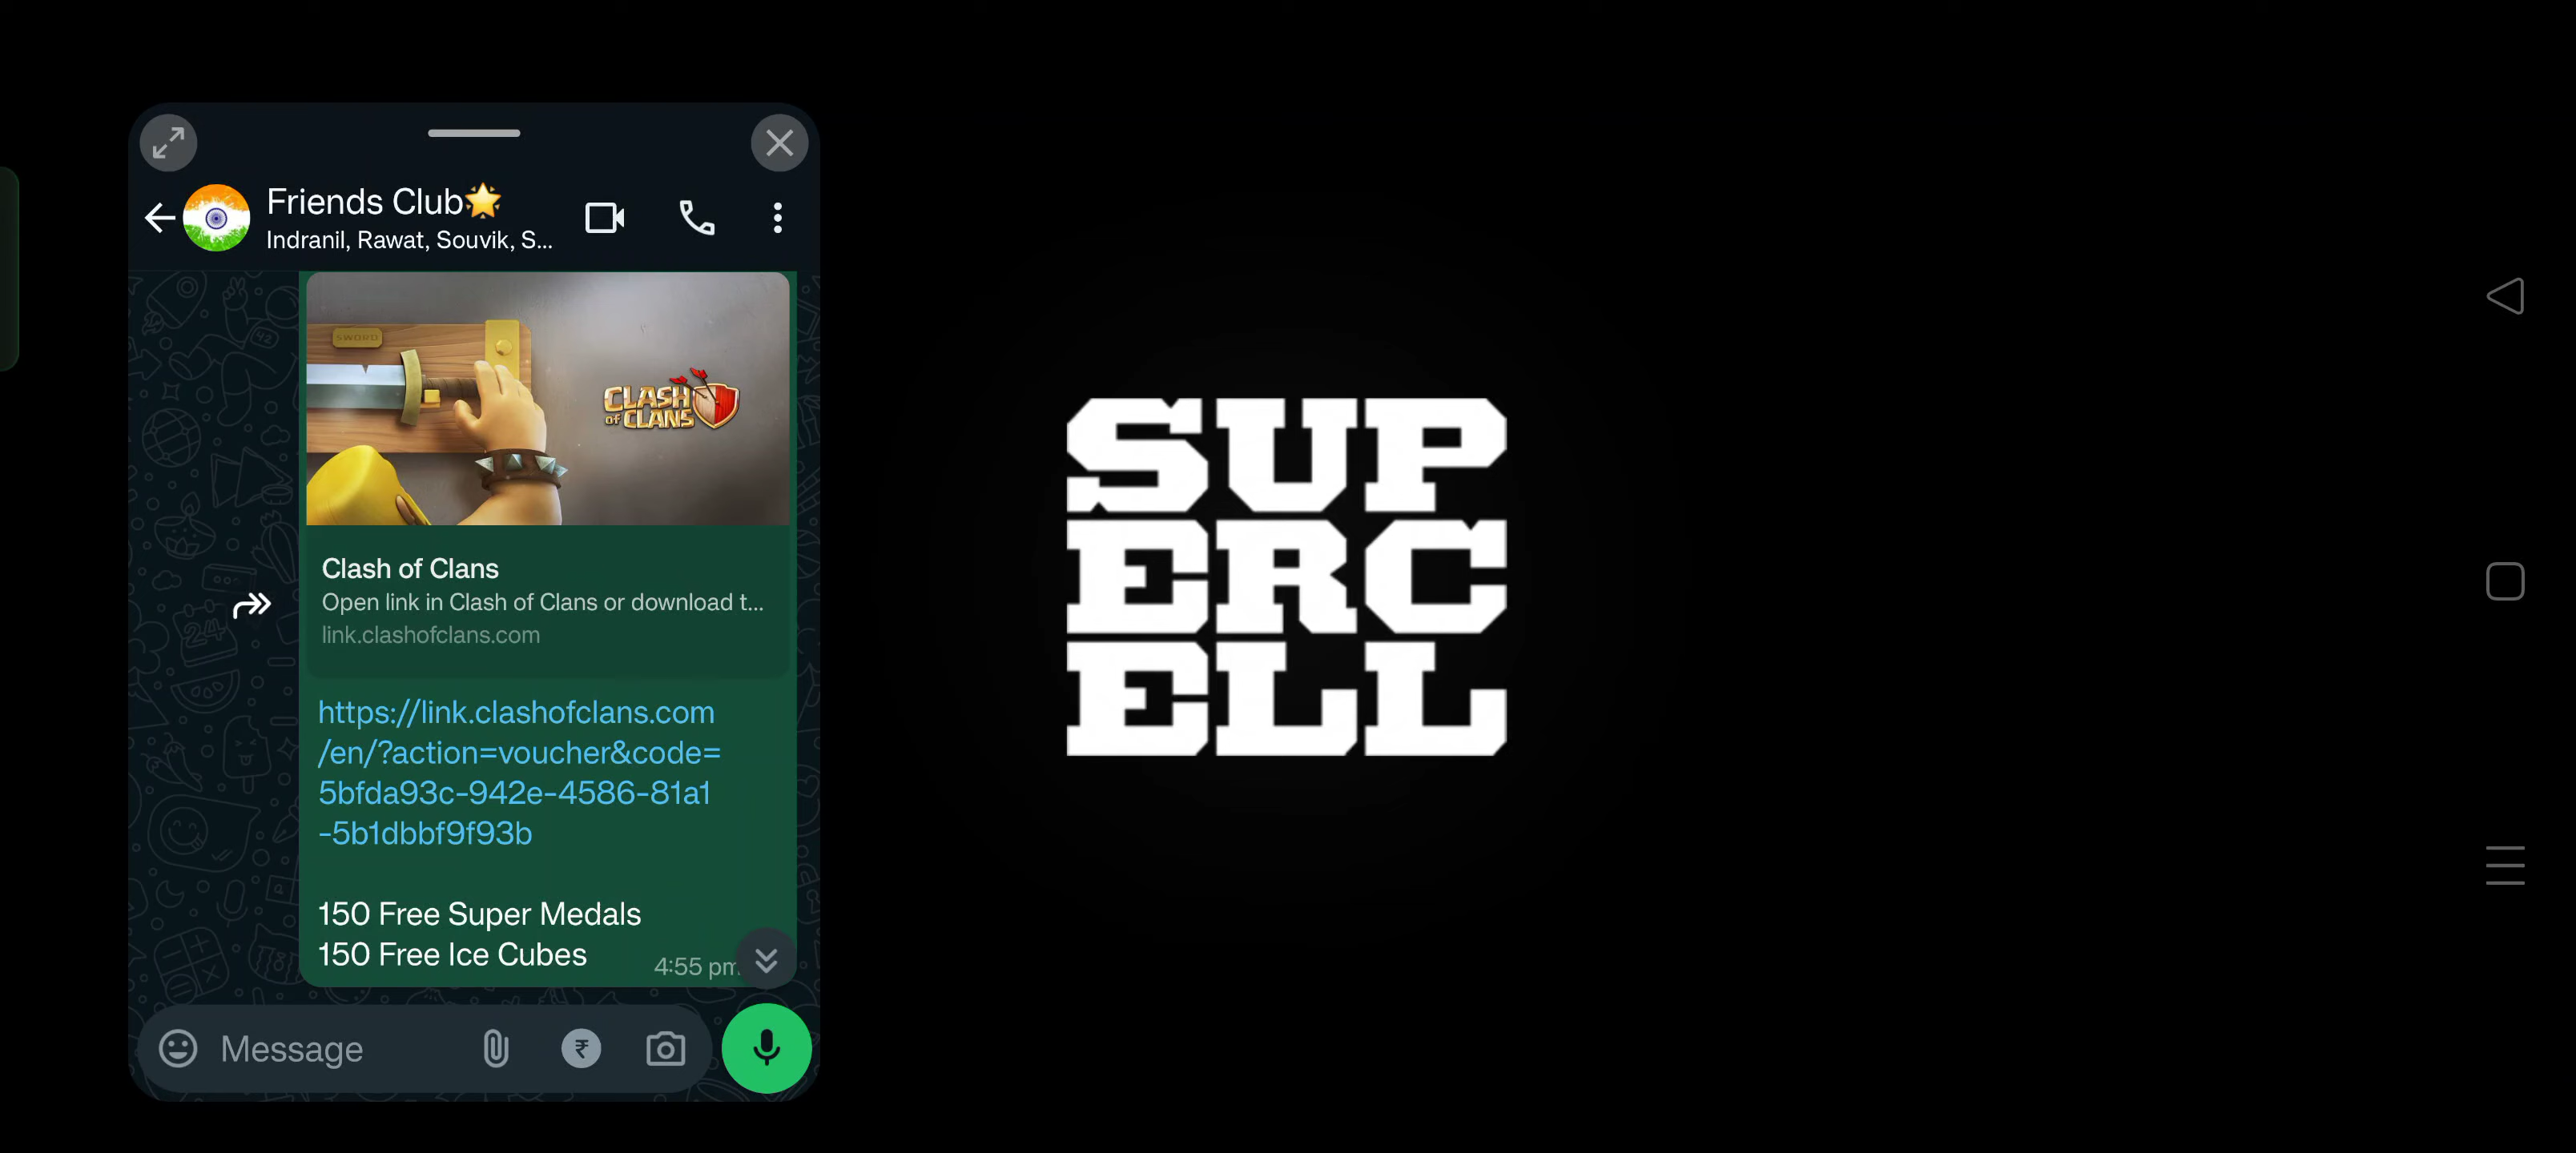 Friends Club🌟
Indranil, Rawat, Souvik, S...
SWORD
CLASH
of CLANS
Clash of Clans
Open link in Clash of Clans or download t...
link.clashofclans.com
https://link.clashofclans.com
/en/?action=voucher&code=
5bfda93c-942e-4586-81a1
-5b1dbbf9f93b
150 Free Super Medals
150 Free Ice Cubes
4:55 pm
Message
₹
SUP
ERC
ELL